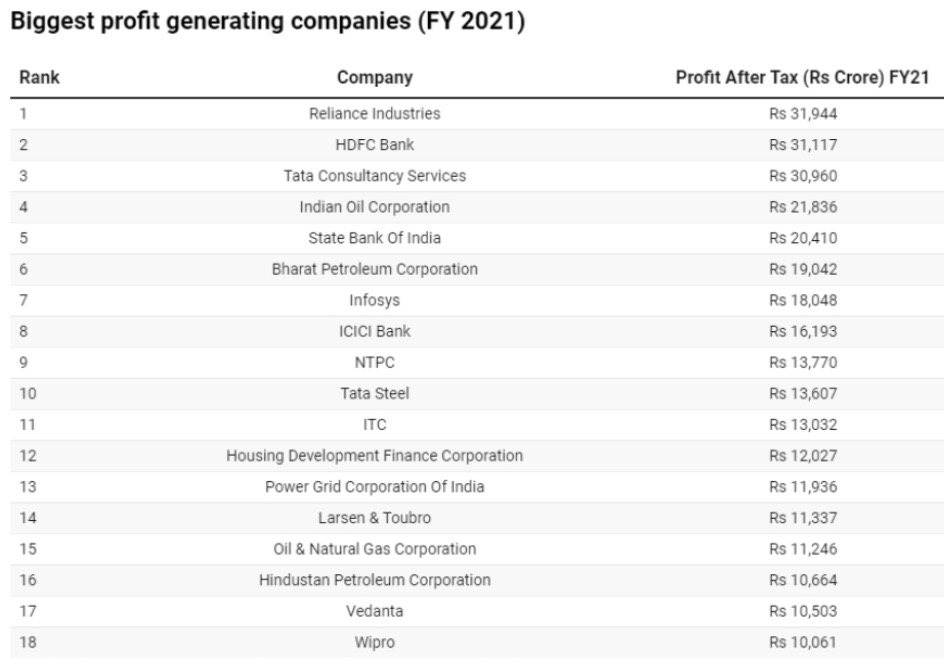 Biggest profit generating companies (FY 2021)
Rank Company Profit After Tax (Rs Crore) FY21
1 Reliance Industries Rs 31,944
2 HDFC Bank Rs 31,117
3 Tata Consultancy Services Rs 30,960
4 Indian Oil Corporation Rs 21,836
5 State Bank Of India Rs 20,410
6 Bharat Petroleum Corporation Rs 19,042
7 Infosys Rs 18,048
8 ICICI Bank Rs 16,193
9 NTPC Rs 13,770
10 Tata Steel Rs 13,607
11 ITC Rs 13,032
12 Housing Development Finance Corporation Rs 12,027
13 Power Grid Corporation Of India Rs 11,936
14 Larsen & Toubro Rs 11,337
15 Oil & Natural Gas Corporation Rs 11,246
16 Hindustan Petroleum Corporation Rs 10,664
17 Vedanta Rs 10,503
18 Wipro Rs 10,061